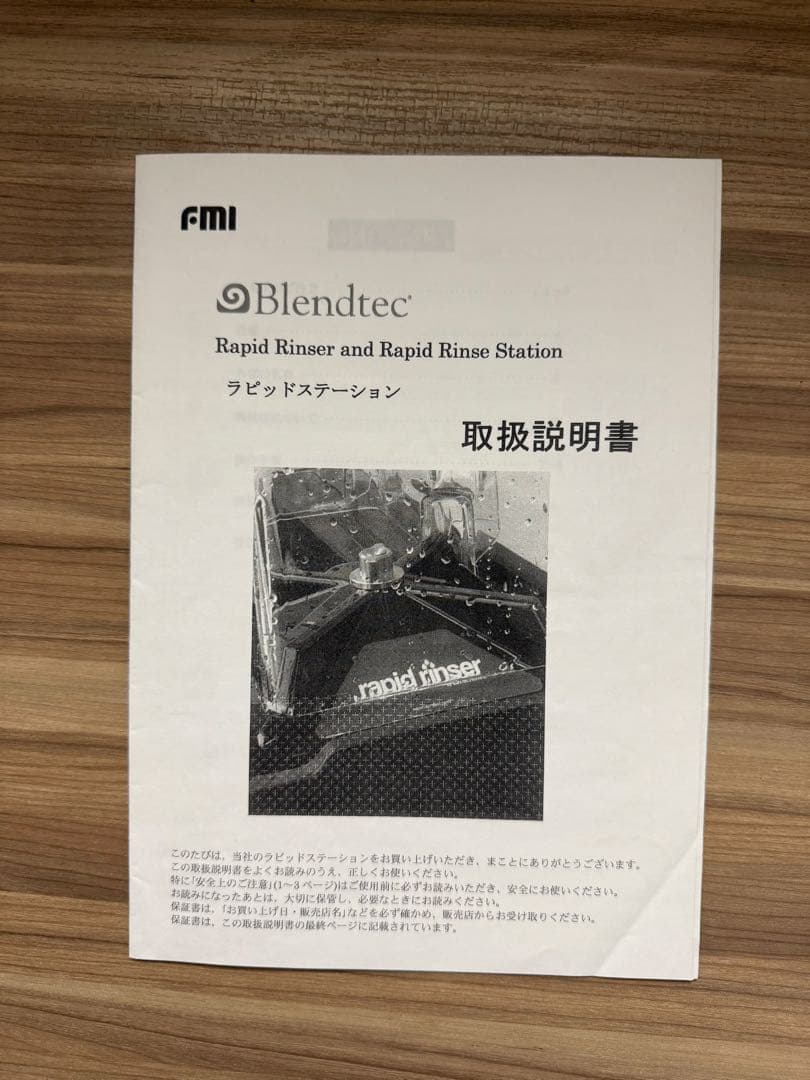 FMI
Blendtec®
Rapid Rinser and Rapid Rinse Station
ラピッドステーション
取扱説明書
rapid rinser
このたびは，当社のラピッドステーションをお買い上げいただき，まことにありがとうございます。
この取扱説明書をよくお読みのうえ，正しくお使いください。
特に「安全上のご注意」(1～3 ページ)はご使用前に必ずお読みいただき，安全にお使いください。
お読みになったあとは，大切に保管し，必要なときにお読みください。
保証書は，「お買い上げ日・販売店名」などを必ず確かめ，販売店からお受け取りください。
保証書は，この取扱説明書の最終ページに記載されています。